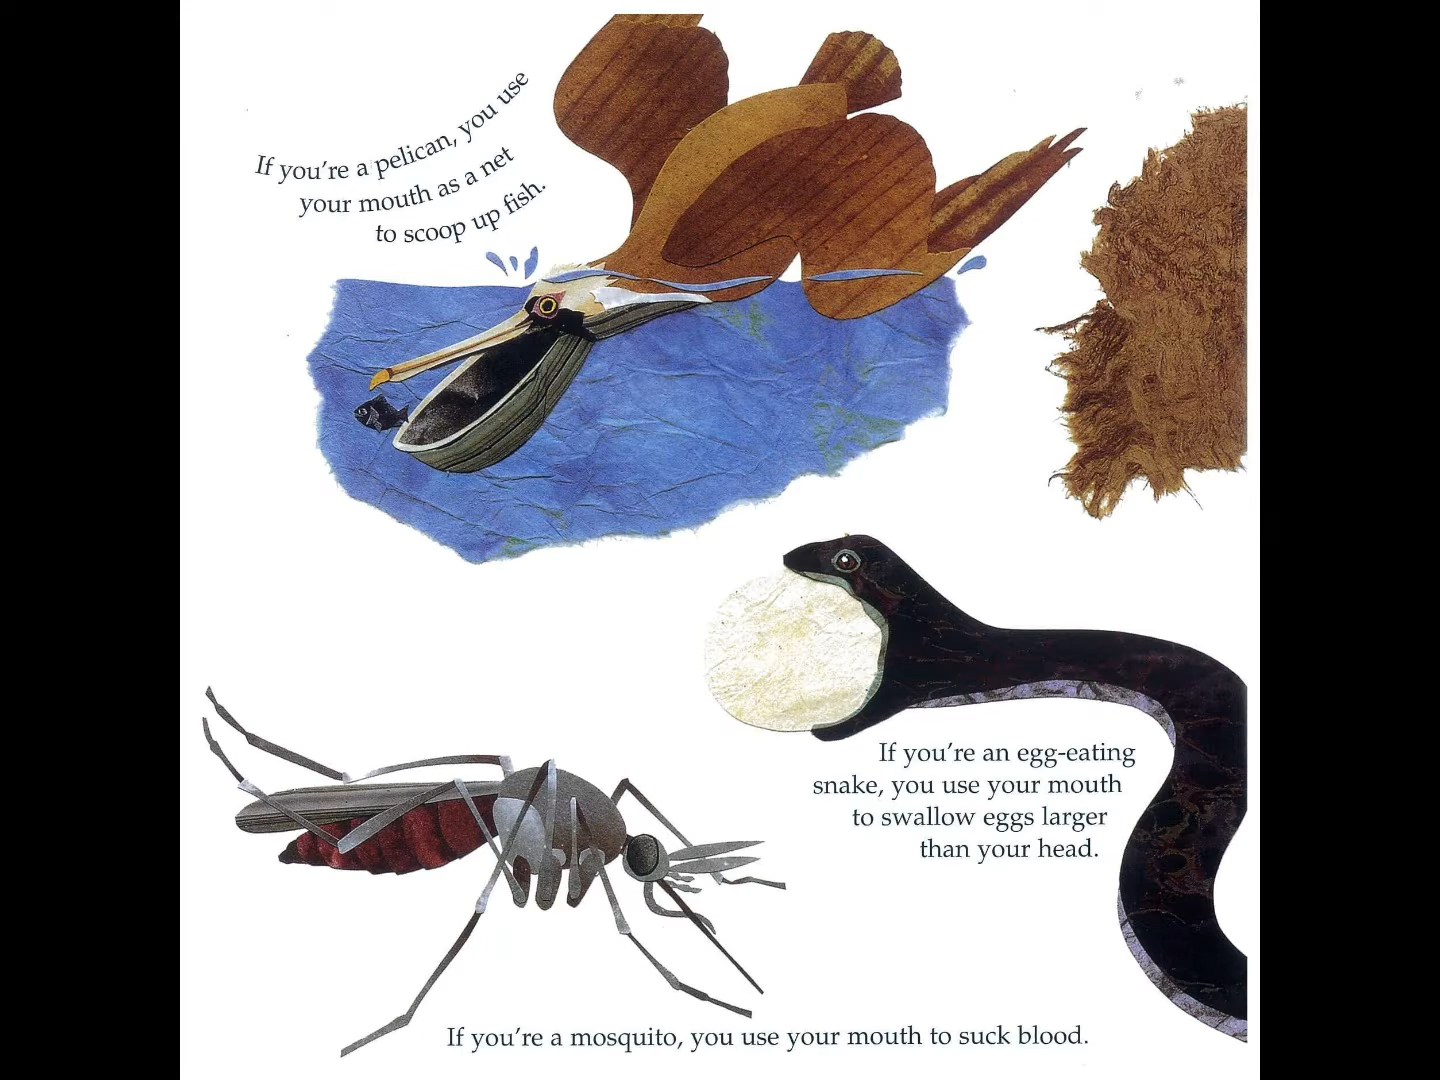 If you're a pelican, you use
your mouth as a net
to scoop up fish.
If you're an egg-eating
snake, you use your mouth
to swallow eggs larger
than your head.
If you're a mosquito, you use your mouth to suck blood.